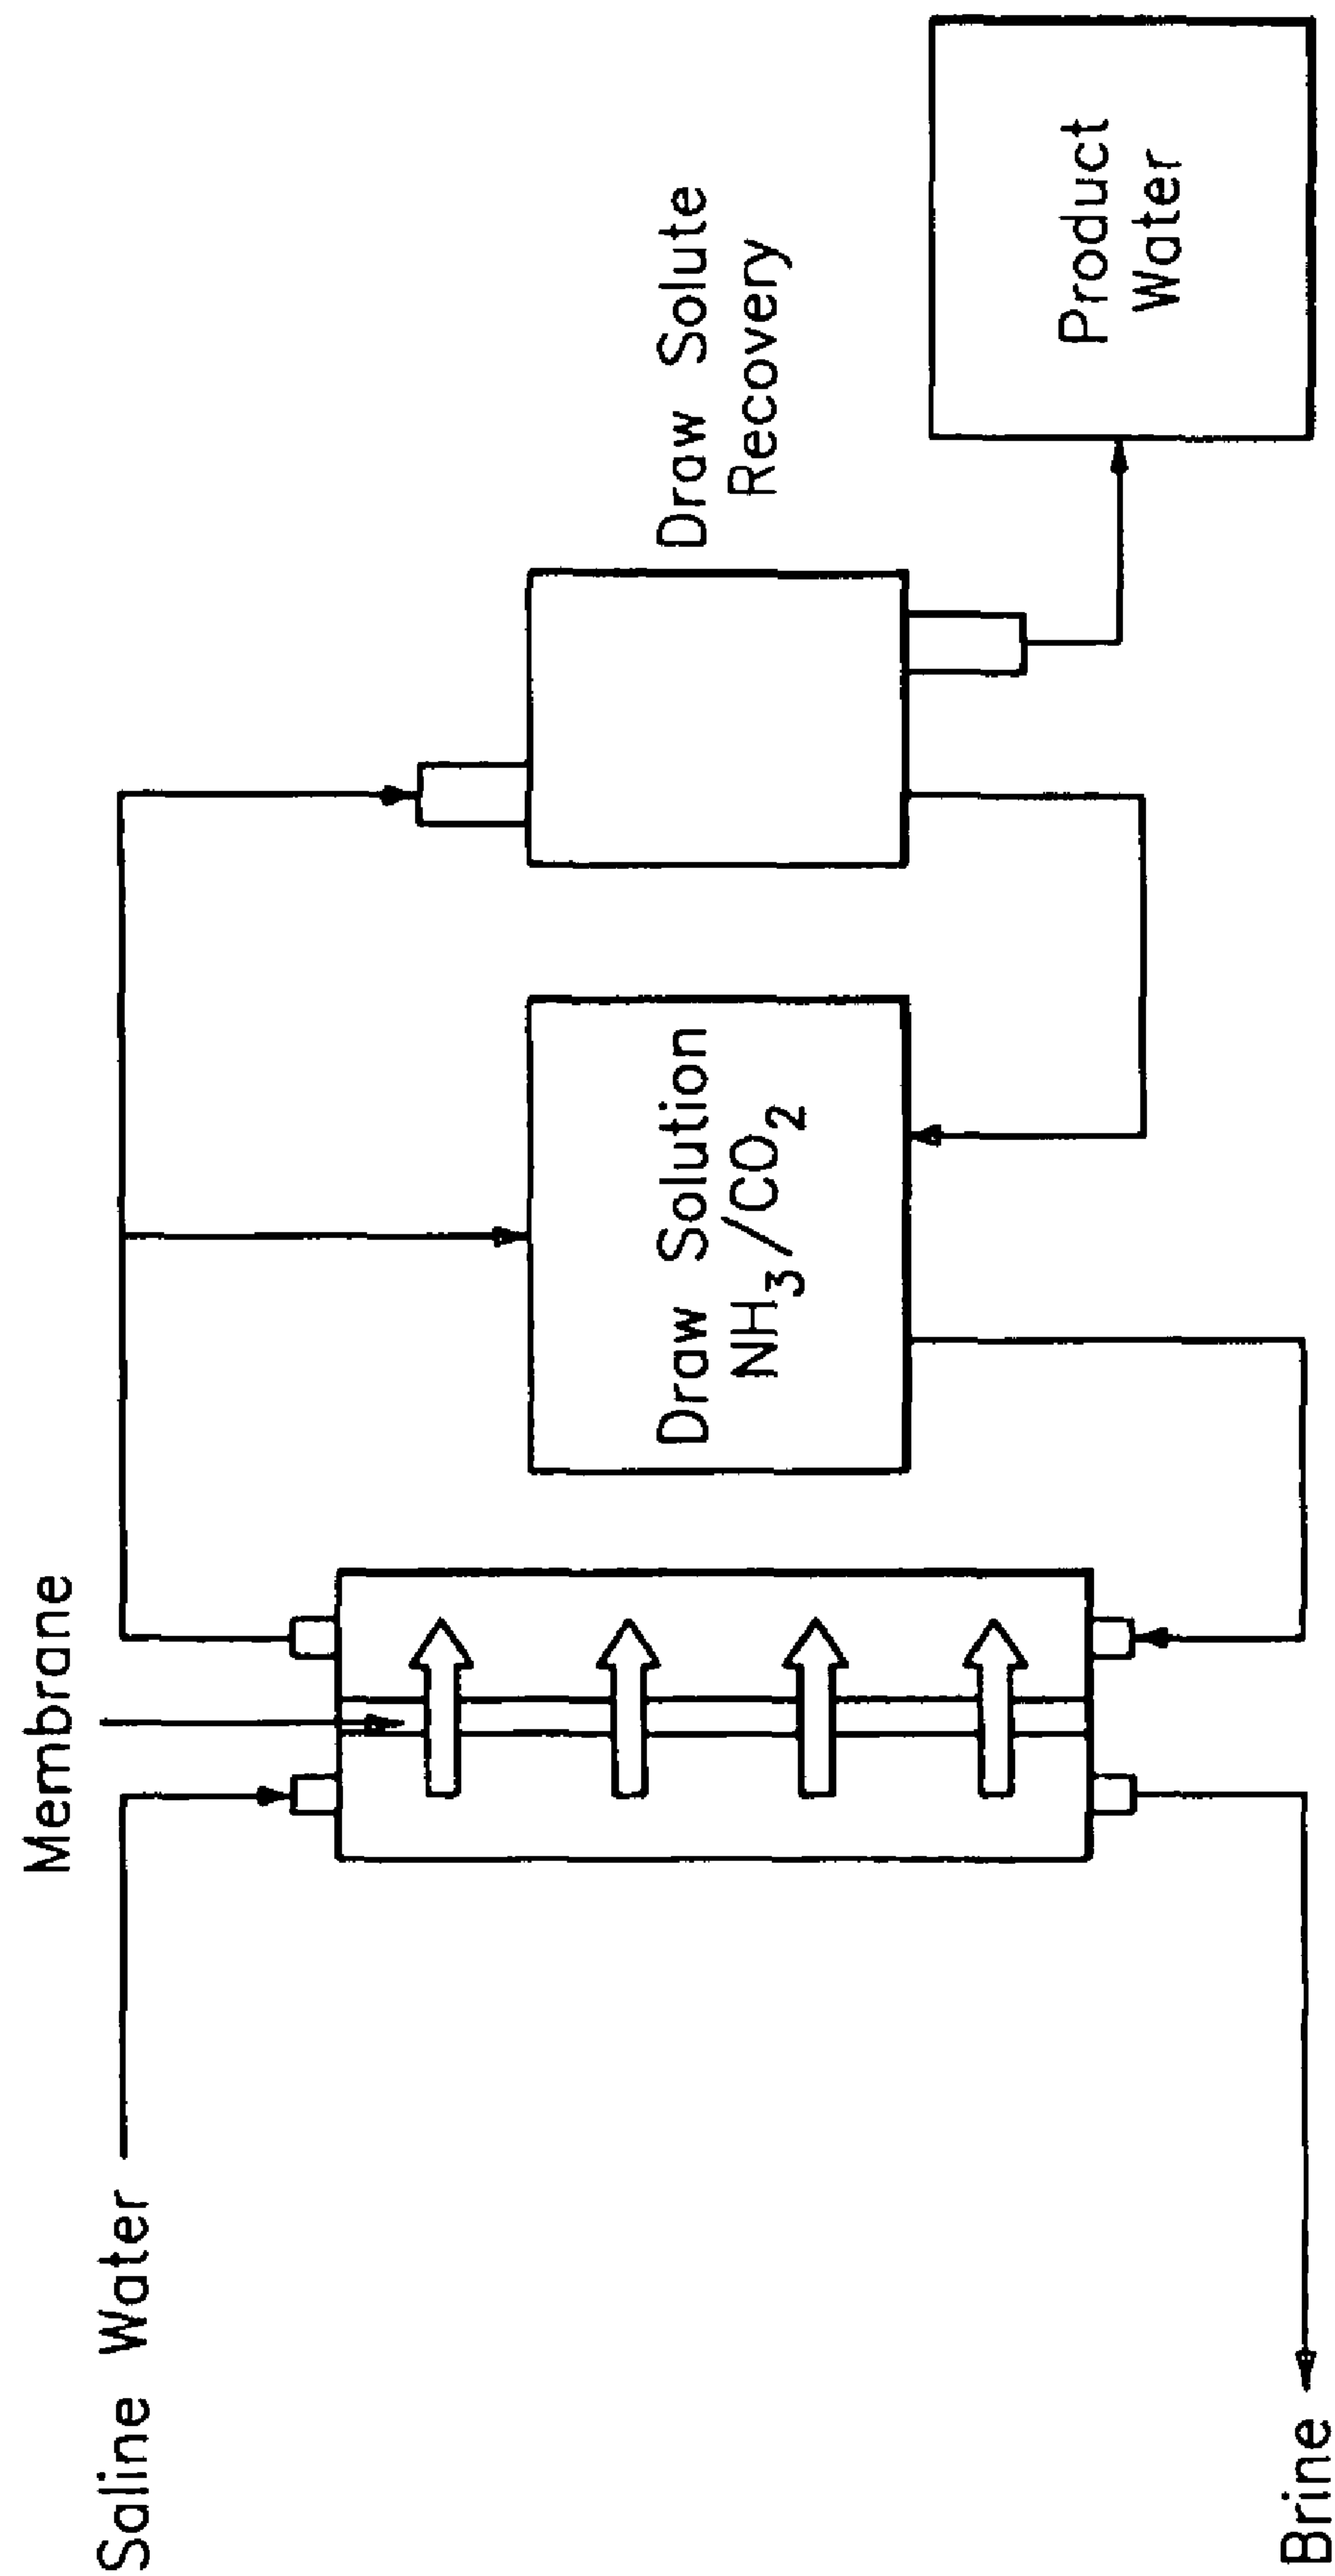 Saline Water
Membrane
Draw Solution
NH₃/CO₂
Draw Solute
Recovery
Product
Water
Brine